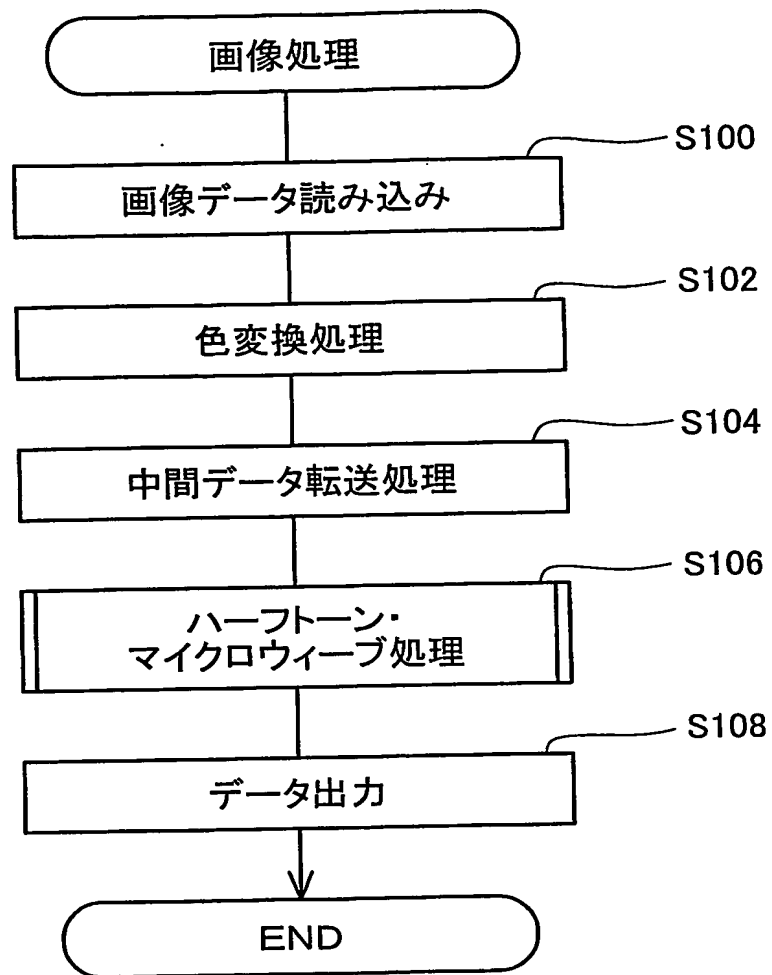 画像処理
S100
画像データ読み込み
S102
色変換処理
S104
中間データ転送処理
S106
ハーフトーン・
マイクロウィーブ処理
S108
データ出力
END